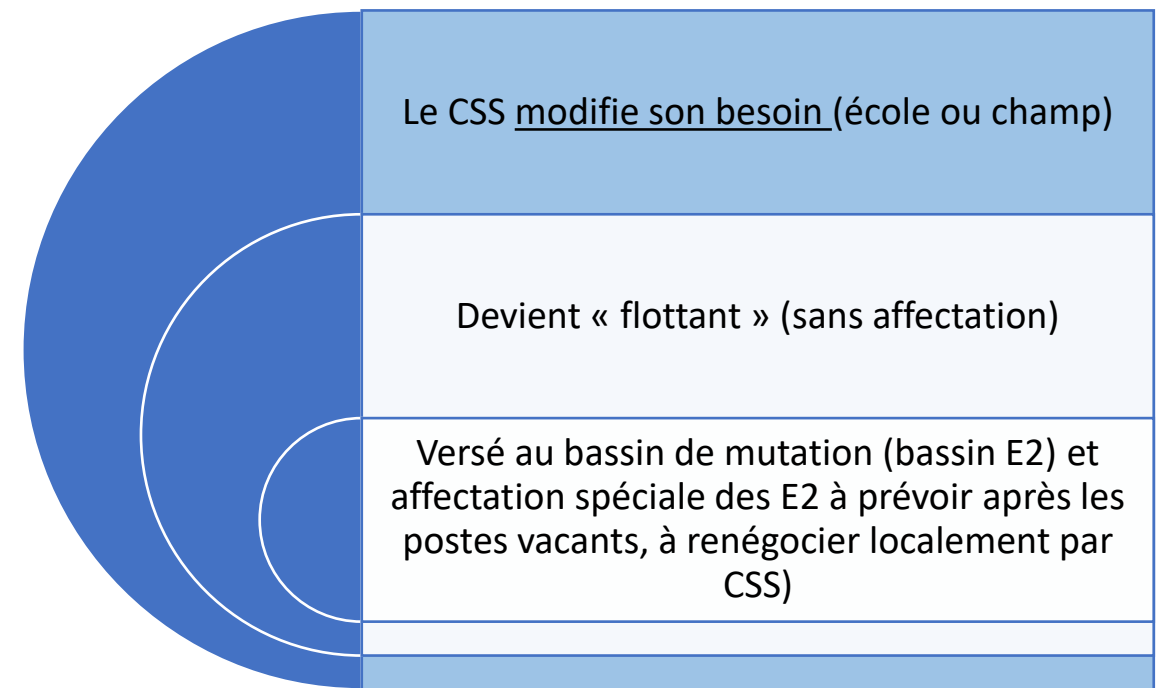 Le CSS modifie son besoin (école ou champ)
Devient « flottant » (sans affectation)
Versé au bassin de mutation (bassin E2) et
affectation spéciale des E2 à prévoir après les
postes vacants, à renégocier localement par
CSS)